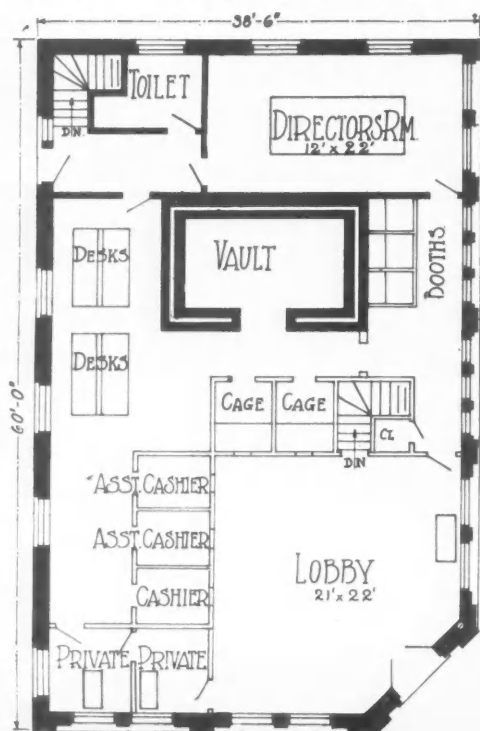 38'-6"
TOILET
DIRECTORS RM.
12' x 22'
DN.
VAULT
DESKS
BOOTHS
DESKS
60'-0"
CAGE CAGE
CL.
DN
ASST. CASHIER
ASST. CASHIER
LOBBY
21' x 22'
CASHIER
PRIVATE PRIVATE